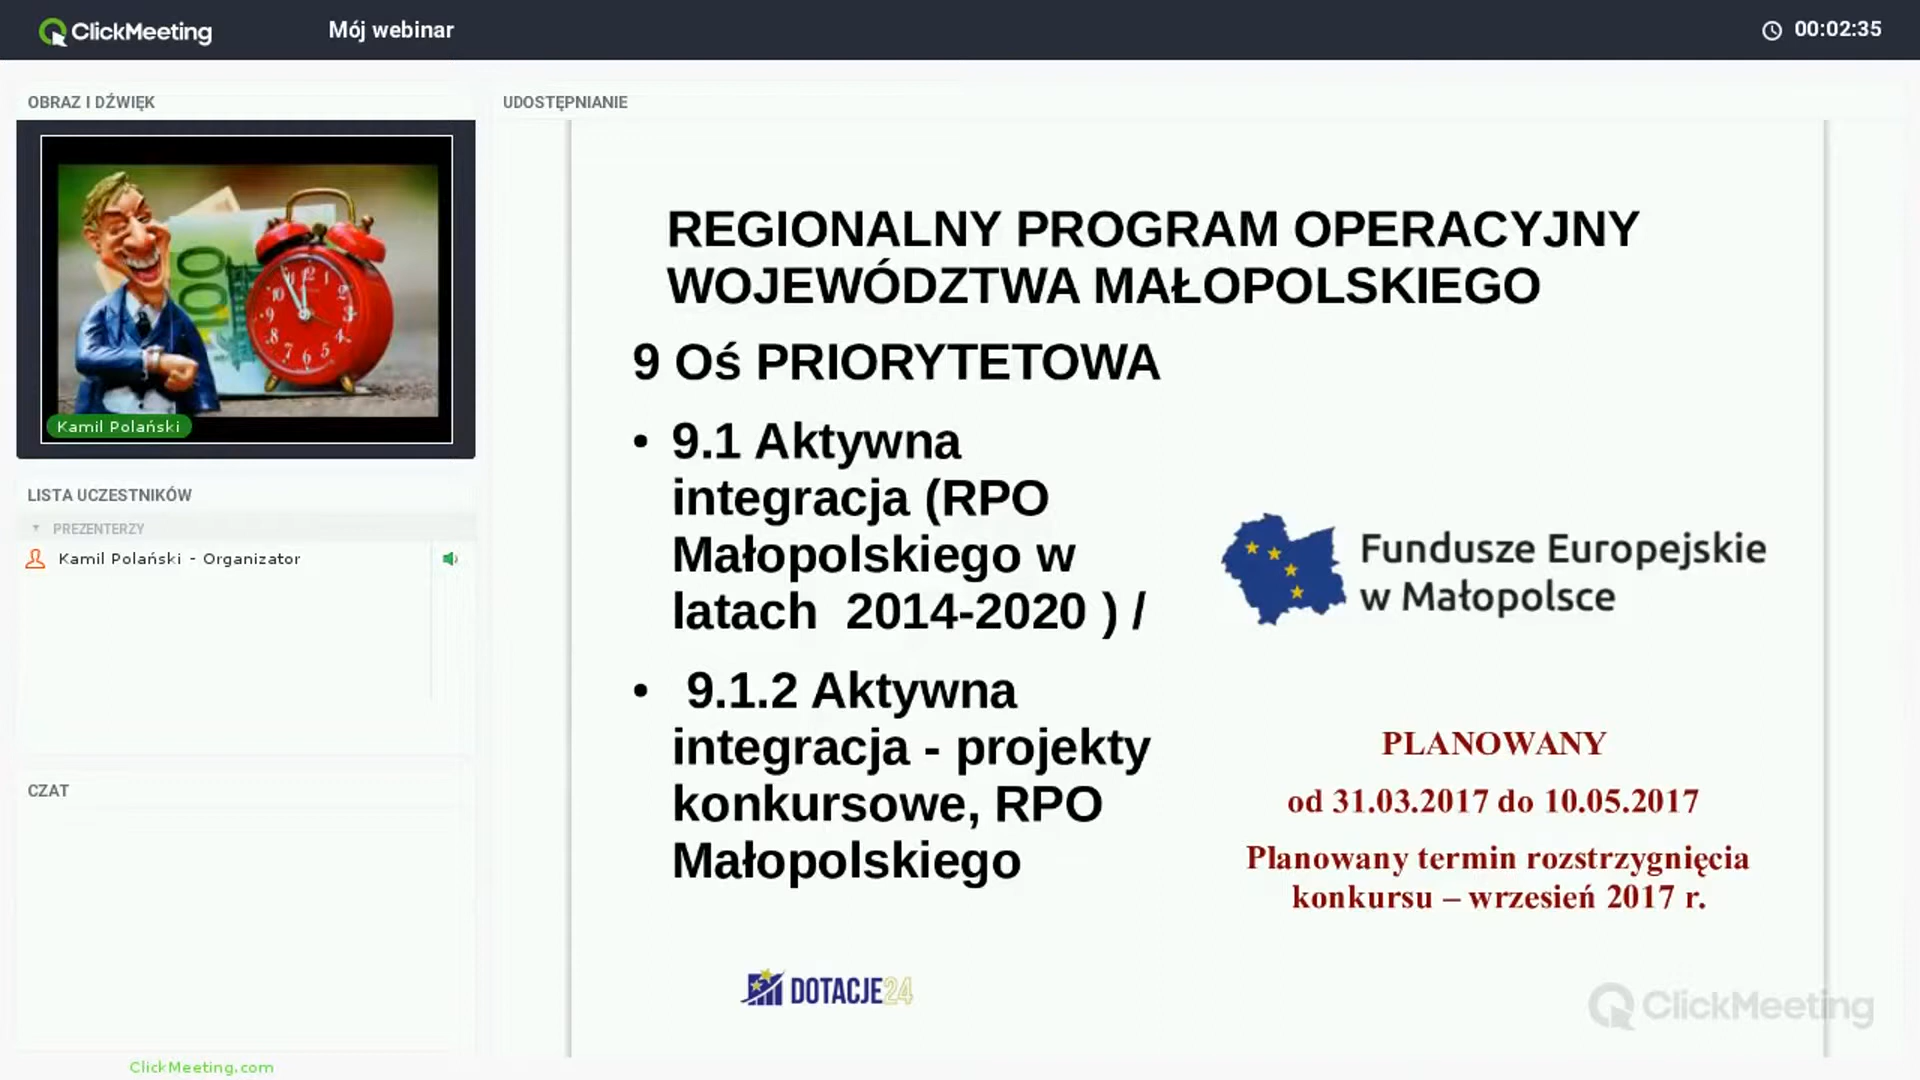 ClickMeeting
Mój webinar
00:02:35
OBRAZ I DŹWIĘK
UDOSTĘPNIANIE
100
Kamil Polański
LISTA UCZESTNIKÓW
PREZENTERZY
Kamil Polański - Organizator
CZAT
ClickMeeting.com
REGIONALNY PROGRAM OPERACYJNY
WOJEWÓDZTWA MAŁOPOLSKIEGO
9 Oś PRIORYTETOWA
• 9.1 Aktywna
integracja (RPO
Małopolskiego w
latach 2014-2020 ) /
• 9.1.2 Aktywna
integracja - projekty
konkursowe, RPO
Małopolskiego
Fundusze Europejskie
w Małopolsce
PLANOWANY
od 31.03.2017 do 10.05.2017
Planowany termin rozstrzygnięcia
konkursu – wrzesień 2017 r.
DOTACJE24
ClickMeeting